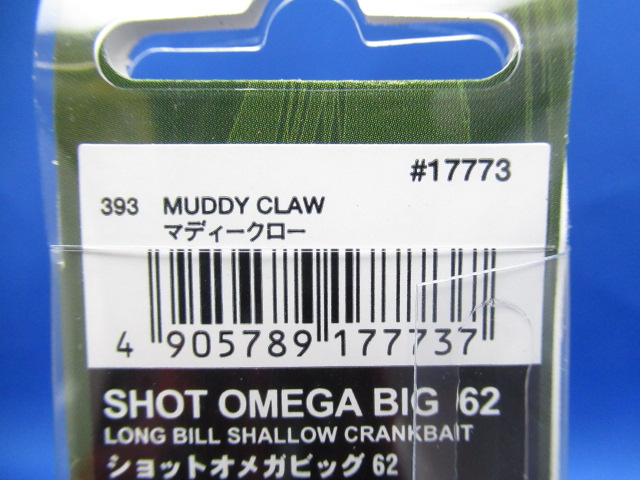 #17773
393 MUDDY CLAW
マディークロー
4 905789 177737
SHOT OMEGA BIG 62
LONG BILL SHALLOW CRANKBAIT
ショットオメガビッグ 62